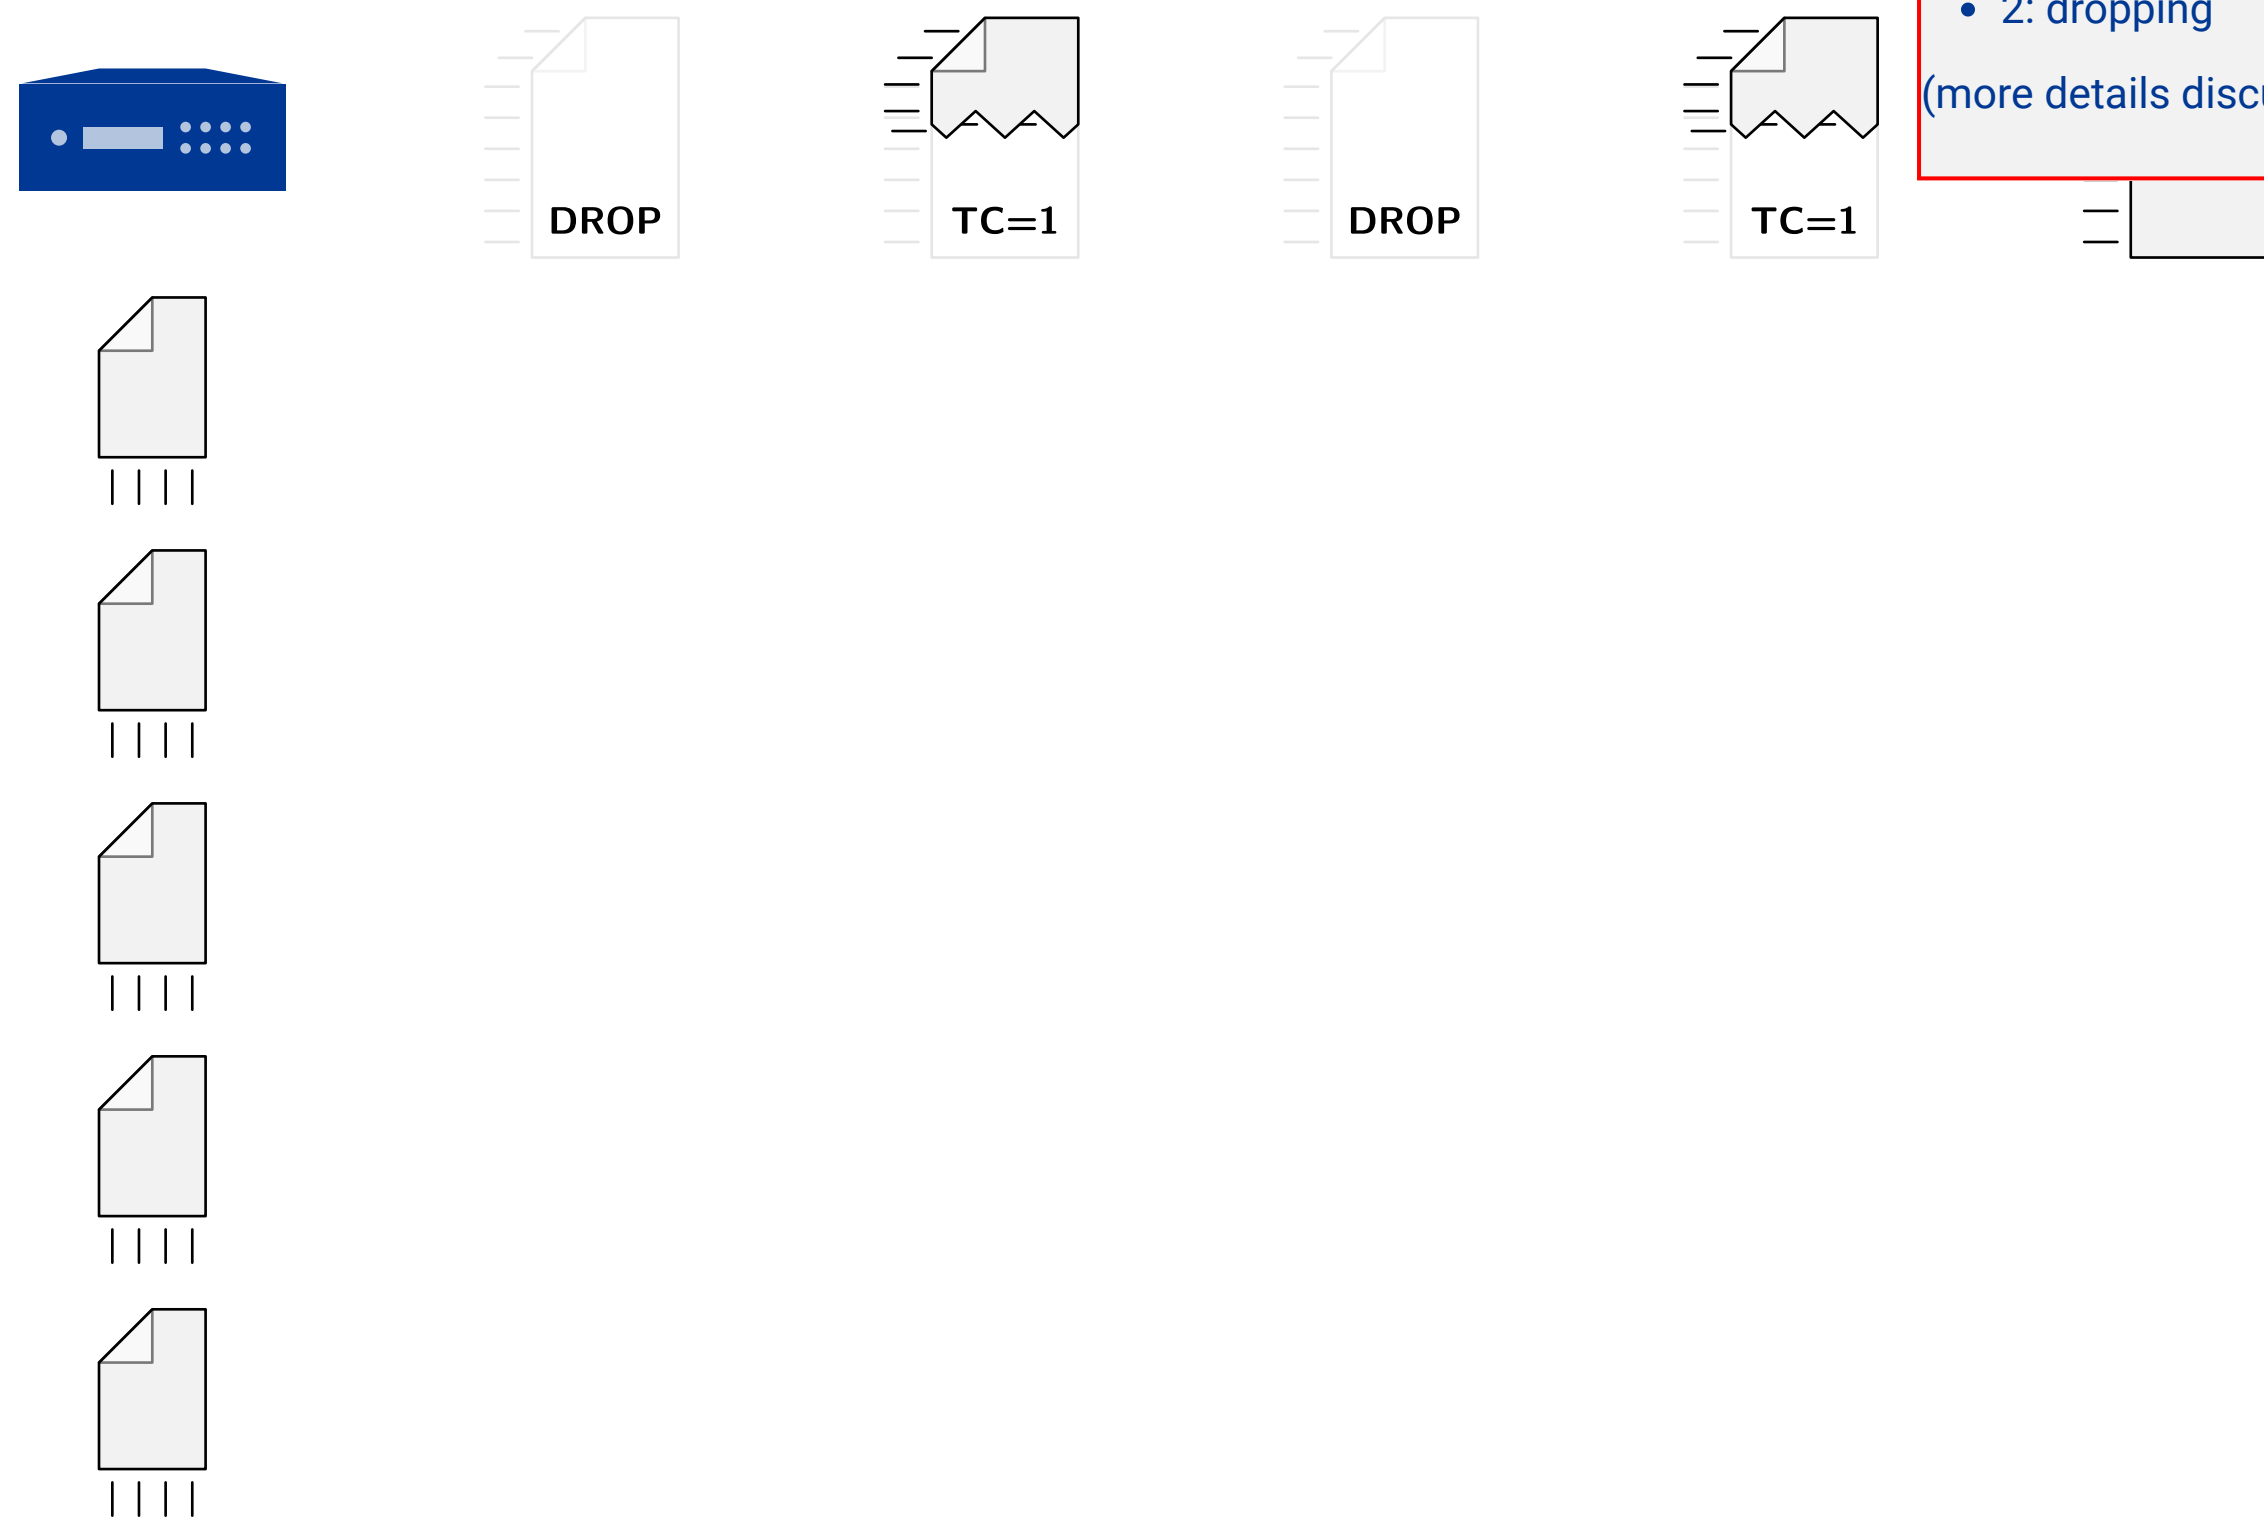 2: dropping
(more details disc
DROP
TC=1
DROP
TC=1